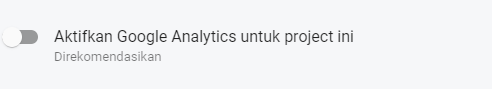 Aktifkan Google Analytics untuk project ini
Direkomendasikan